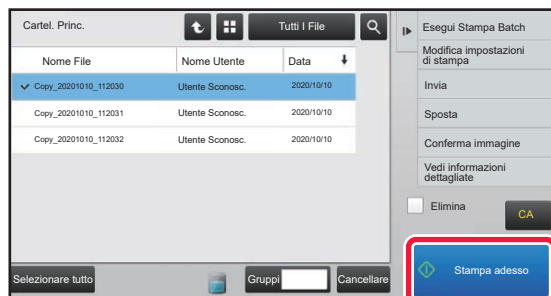 Cartel. Princ.
Tutti I File
Nome File
Nome Utente
Data
Copy_20201010_112030
Utente Sconosc.
2020/10/10
Copy_20201010_112031
Utente Sconosc.
2020/10/10
Copy_20201010_112032
Utente Sconosc.
2020/10/10
Selezionare tutto
Gruppi
Cancellare
Esegui Stampa Batch
Modifica impostazioni
di stampa
Invia
Sposta
Conferma immagine
Vedi informazioni
dettagliate
Elimina
CA
Stampa adesso